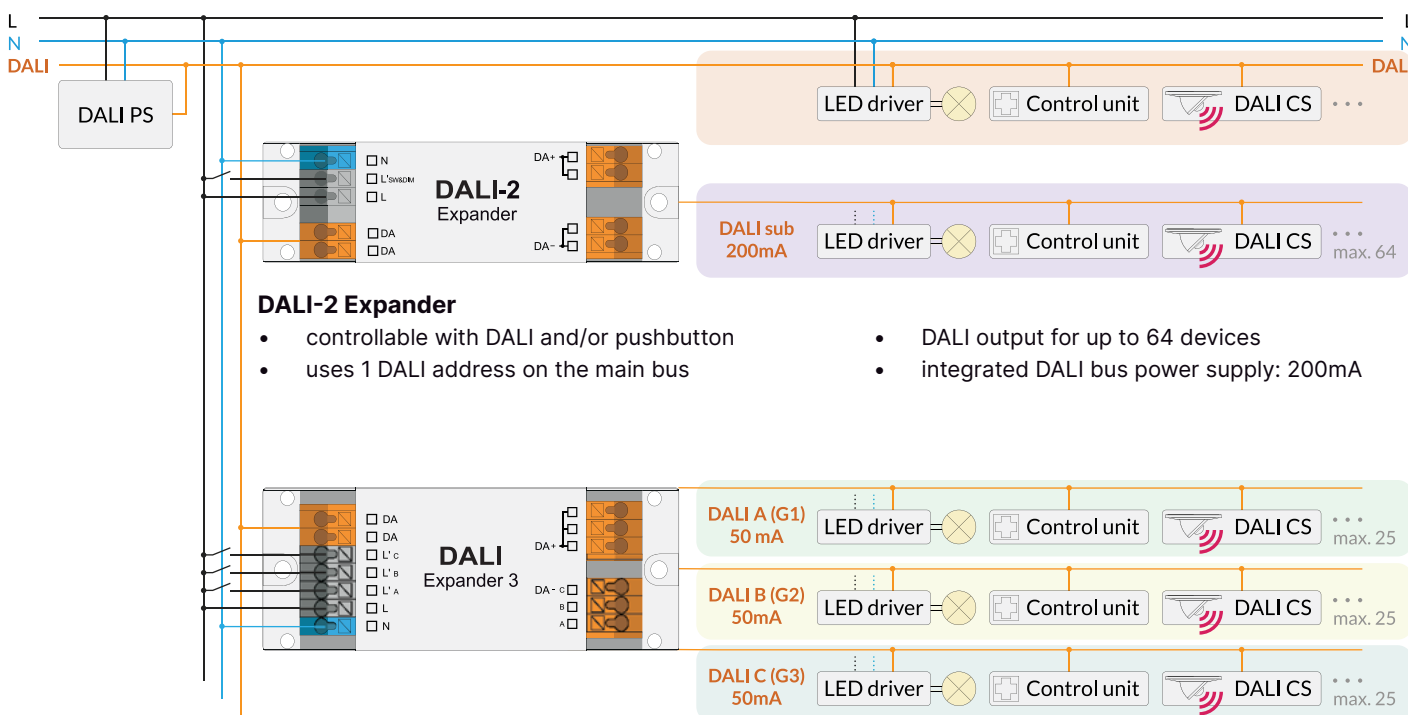 L
L
N
N
DALI
DAL
DALI PS
LED driver
Control unit
DALI CS
...
N
L'SW&DIM
L
DA
DA
DALI-2
Expander
DA+
DA-
DALI sub
200mA
LED driver
Control unit
DALI CS
...
max. 64
DALI-2 Expander
• controllable with DALI and/or pushbutton
• uses 1 DALI address on the main bus
• DALI output for up to 64 devices
• integrated DALI bus power supply: 200mA
DA
DA
L' C
L' B
L' A
L
N
DALI
Expander 3
DA+
DA - C
B
A
DALI A (G1)
50 mA
LED driver
Control unit
DALI CS
...
max. 25
DALI B (G2)
50mA
LED driver
Control unit
DALI CS
...
max. 25
DALI C (G3)
50mA
LED driver
Control unit
DALI CS
...
max. 25